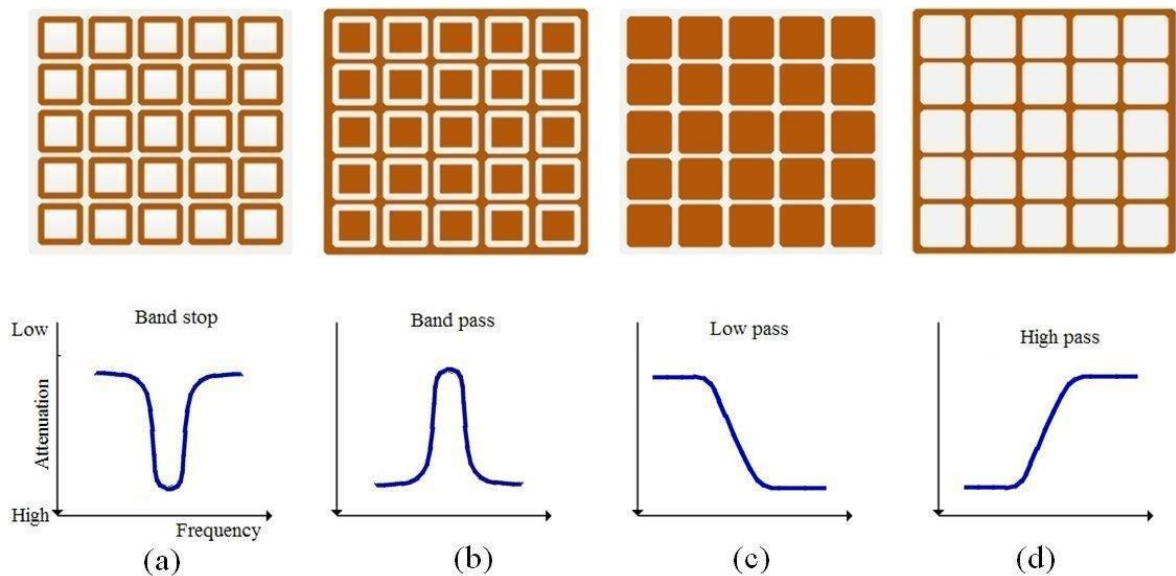 Low
Band stop
Band pass
Low pass
High pass
Attenuation
High
Frequency
(a)
(b)
(c)
(d)